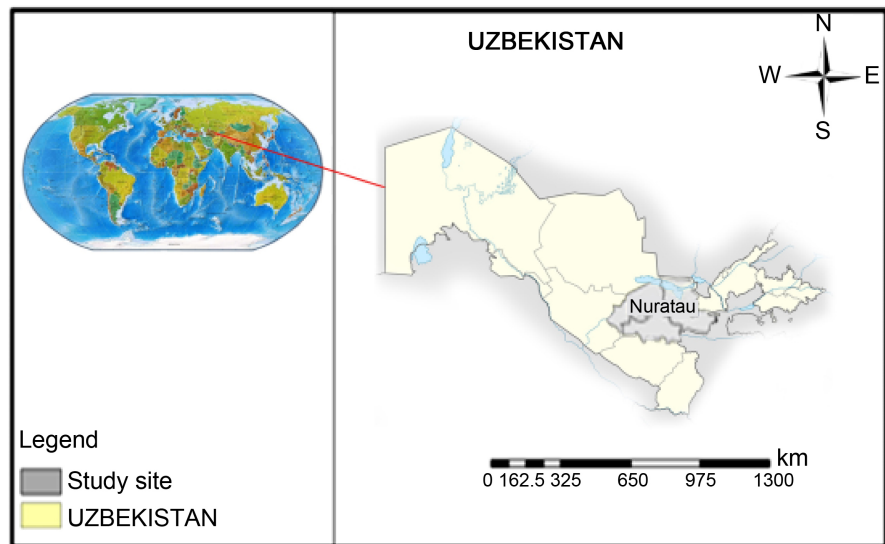 UZBEKISTAN
N
W E
S
Nuratau
Legend
Study site
UZBEKISTAN
km
0 162.5 325 650 975 1300